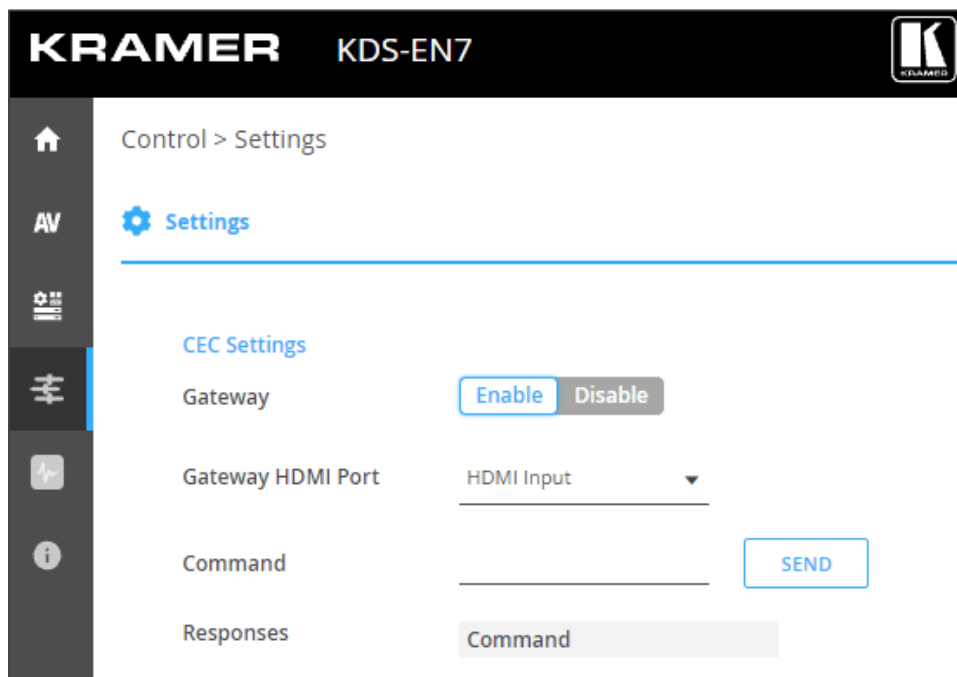 KRAMER KDS-EN7
KRAMER
Control > Settings
AV
Settings
CEC Settings
Gateway Enable Disable
Gateway HDMI Port HDMI Input
Command SEND
Responses Command